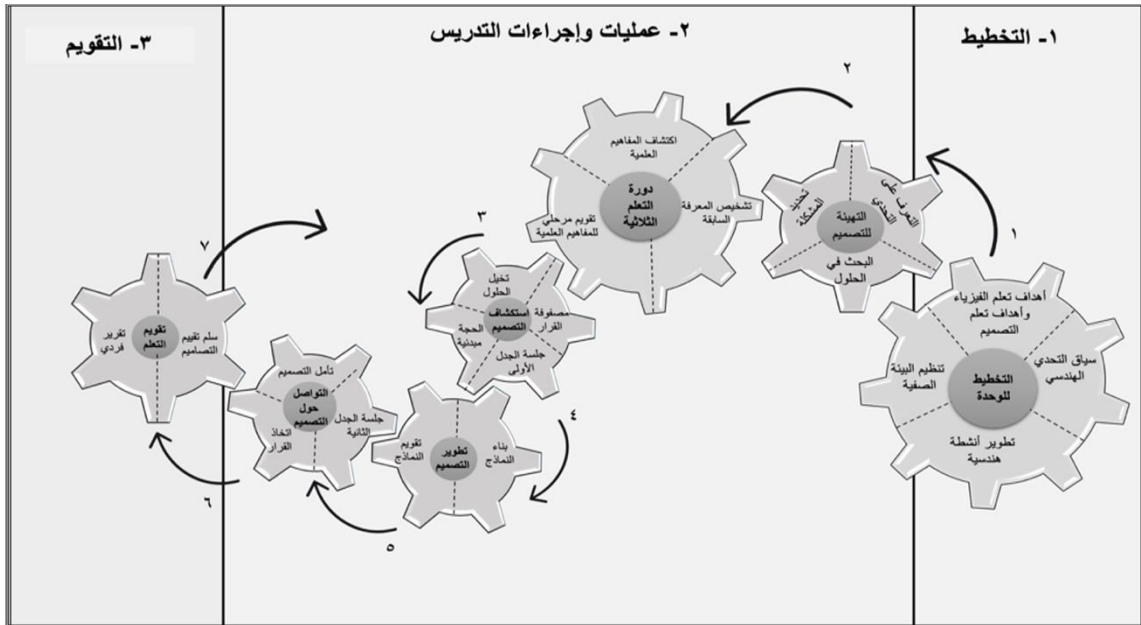 ١- التخطيط
٢- عمليات وإجراءات التدريس
٣- التقويم
١
أهداف تعلم الفيزياء
وأهداف تعلم
التصميم
سياق التحدي
الهندسي
تنظيم البيئة
الصفية
التخطيط
للوحدة
تطوير أنشطة
هندسية
٢
التعرف على
التحدي
تحديد
المشكلة
التهيئة
للتصميم
البحث في
الحلول
اكتشاف المفاهيم
العلمية
دورة
التعلم
الثلاثية
تشخيص المعرفة
السابقة
تقويم مرحلي
للمفاهيم العلمية
٣
تخيل
الحلول
مصفوفة
القرار
استكشاف
التصميم
الحجة
مبدئية
جلسة الجدل
الأولى
٤
بناء
النماذج
تطوير
التصميم
تقويم
النماذج
٥
تأمل التصميم
التواصل
حول
التصميم
جلسة الجدل
الثانية
اتخاذ
القرار
٦
سلم تقييم
التصاميم
تقويم
التعلم
تقرير
فردي
٧